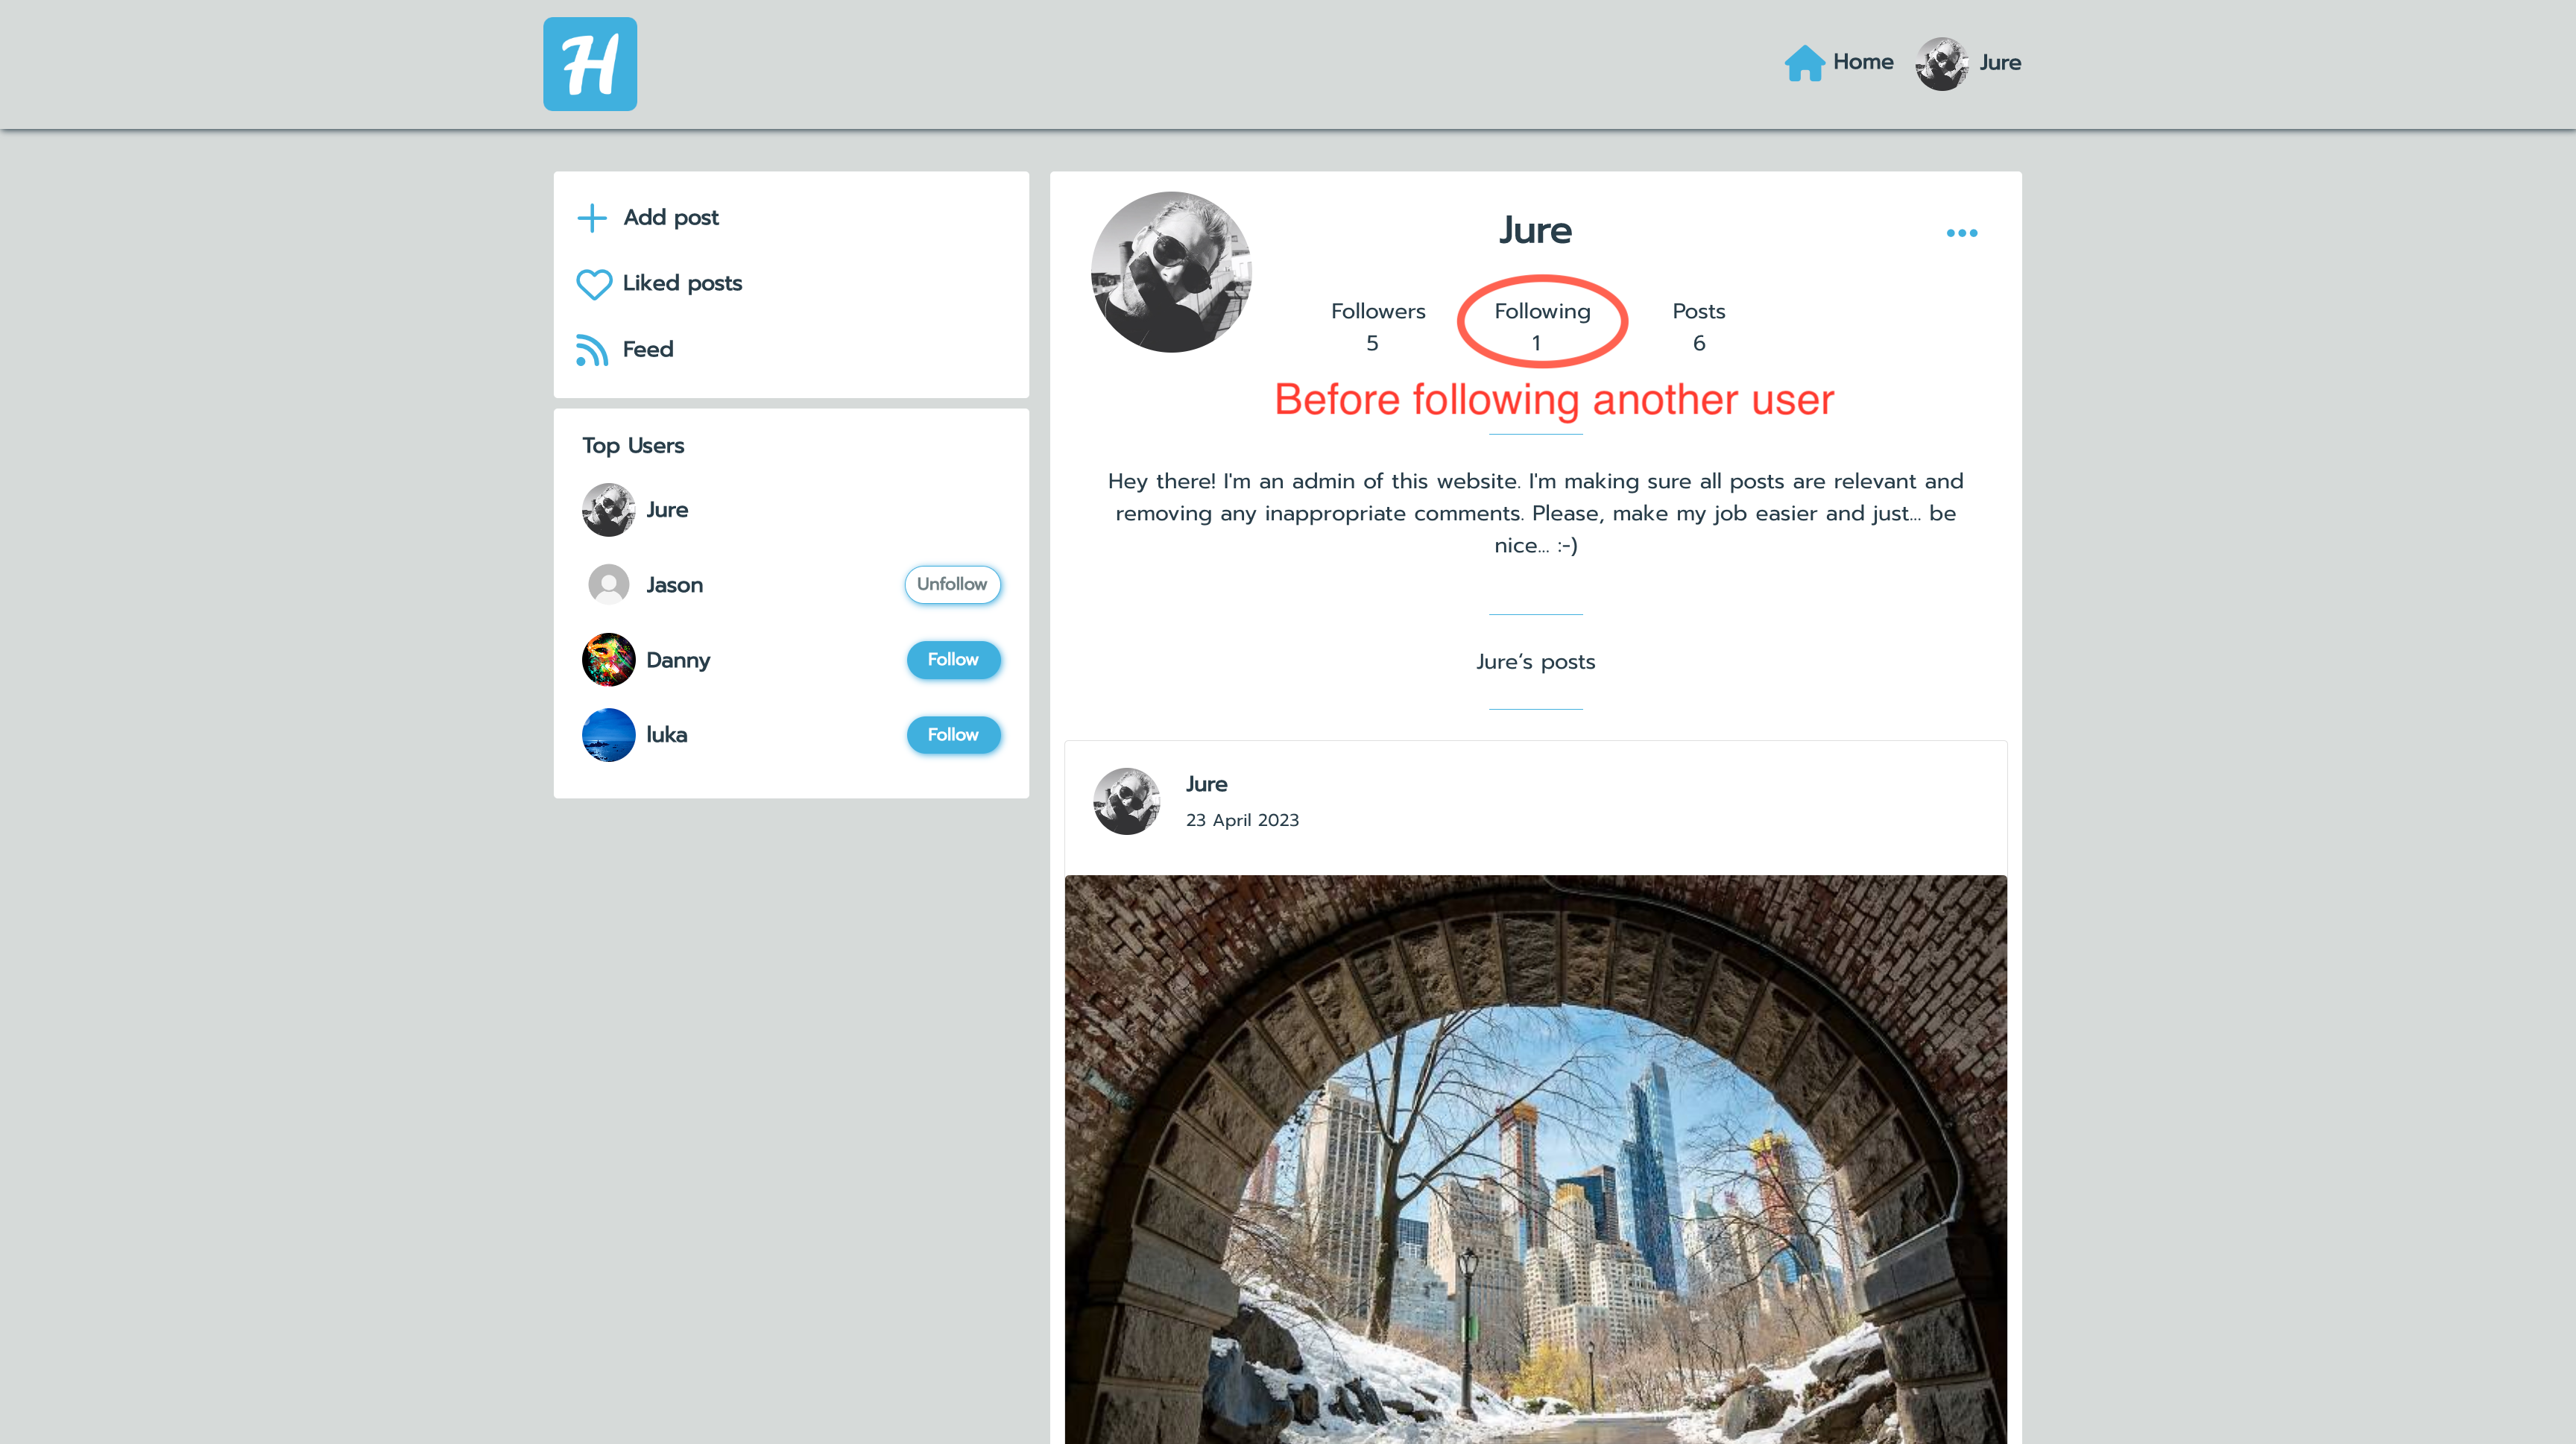 H
Home
Jure
Add post
Liked posts
Feed
Top Users
Jure
Jason
Unfollow
Danny
Follow
luka
Follow
Jure
Followers
5
Following
1
Posts
6
Before following another user
Hey there! I'm an admin of this website. I'm making sure all posts are relevant and
removing any inappropriate comments. Please, make my job easier and just... be
nice... :-)
Jure’s posts
Jure
23 April 2023